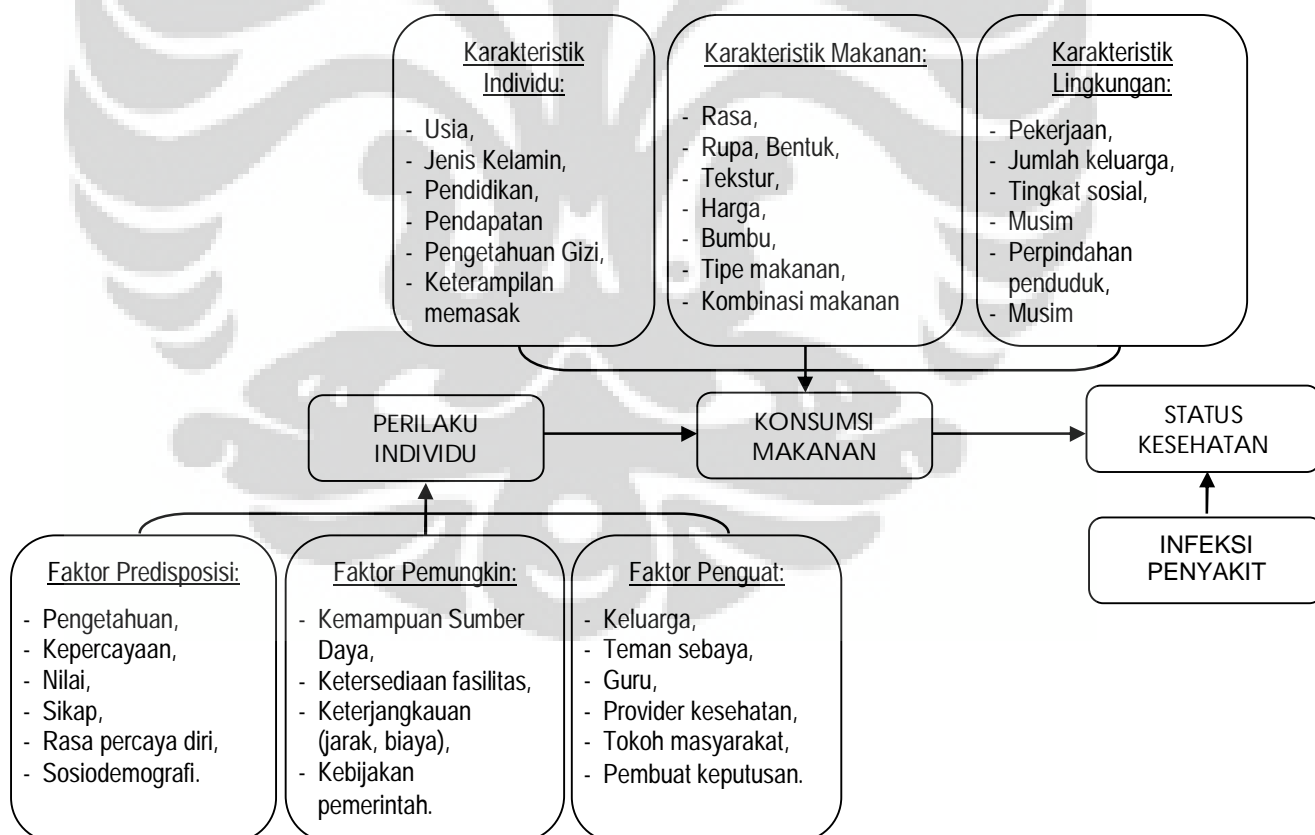 Karakteristik
Individu:
- Usia,
- Jenis Kelamin,
- Pendidikan,
- Pendapatan
- Pengetahuan Gizi,
- Keterampilan
memasak
Karakteristik Makanan:
- Rasa,
- Rupa, Bentuk,
- Tekstur,
- Harga,
- Bumbu,
- Tipe makanan,
- Kombinasi makanan
Karakteristik
Lingkungan:
- Pekerjaan,
- Jumlah keluarga,
- Tingkat sosial,
- Musim
- Perpindahan
penduduk,
- Musim
PERILAKU
INDIVIDU
KONSUMSI
MAKANAN
STATUS
KESEHATAN
INFEKSI
PENYAKIT
Faktor Predisposisi:
- Pengetahuan,
- Kepercayaan,
- Nilai,
- Sikap,
- Rasa percaya diri,
- Sosiodemografi.
Faktor Pemungkin:
- Kemampuan Sumber
Daya,
- Ketersediaan fasilitas,
- Keterjangkauan
(jarak, biaya),
- Kebijakan
pemerintah.
Faktor Penguat:
- Keluarga,
- Teman sebaya,
- Guru,
- Provider kesehatan,
- Tokoh masyarakat,
- Pembuat keputusan.